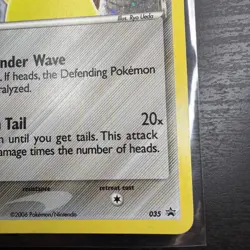 Illus. Ryo Ueda
nder Wave
. If heads, the Defending Pokémon
ralyzed.
Tail 20x
n until you get tails. This attack
amage times the number of heads.
resistance retreat cost
©2006 Pokémon/Nintendo 035